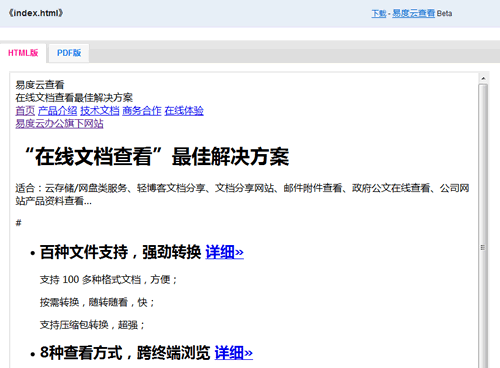 《index.html》
下载 - 易度云查看 Beta
HTML版 PDF版
易度云查看
在线文档查看最佳解决方案
首页 产品介绍 技术文档 商务合作 在线体验
易度云办公旗下网站
“在线文档查看”最佳解决方案
适合：云存储/网盘类服务、轻博客文档分享、文档分享网站、邮件附件查看、政府公文在线查看、公司网
站产品资料查看...
#
• 百种文件支持，强劲转换 详细»
支持 100 多种格式文档，方便；
按需转换，随转随看，快；
支持压缩包转换，超强；
• 8种查看方式，跨终端浏览 详细»